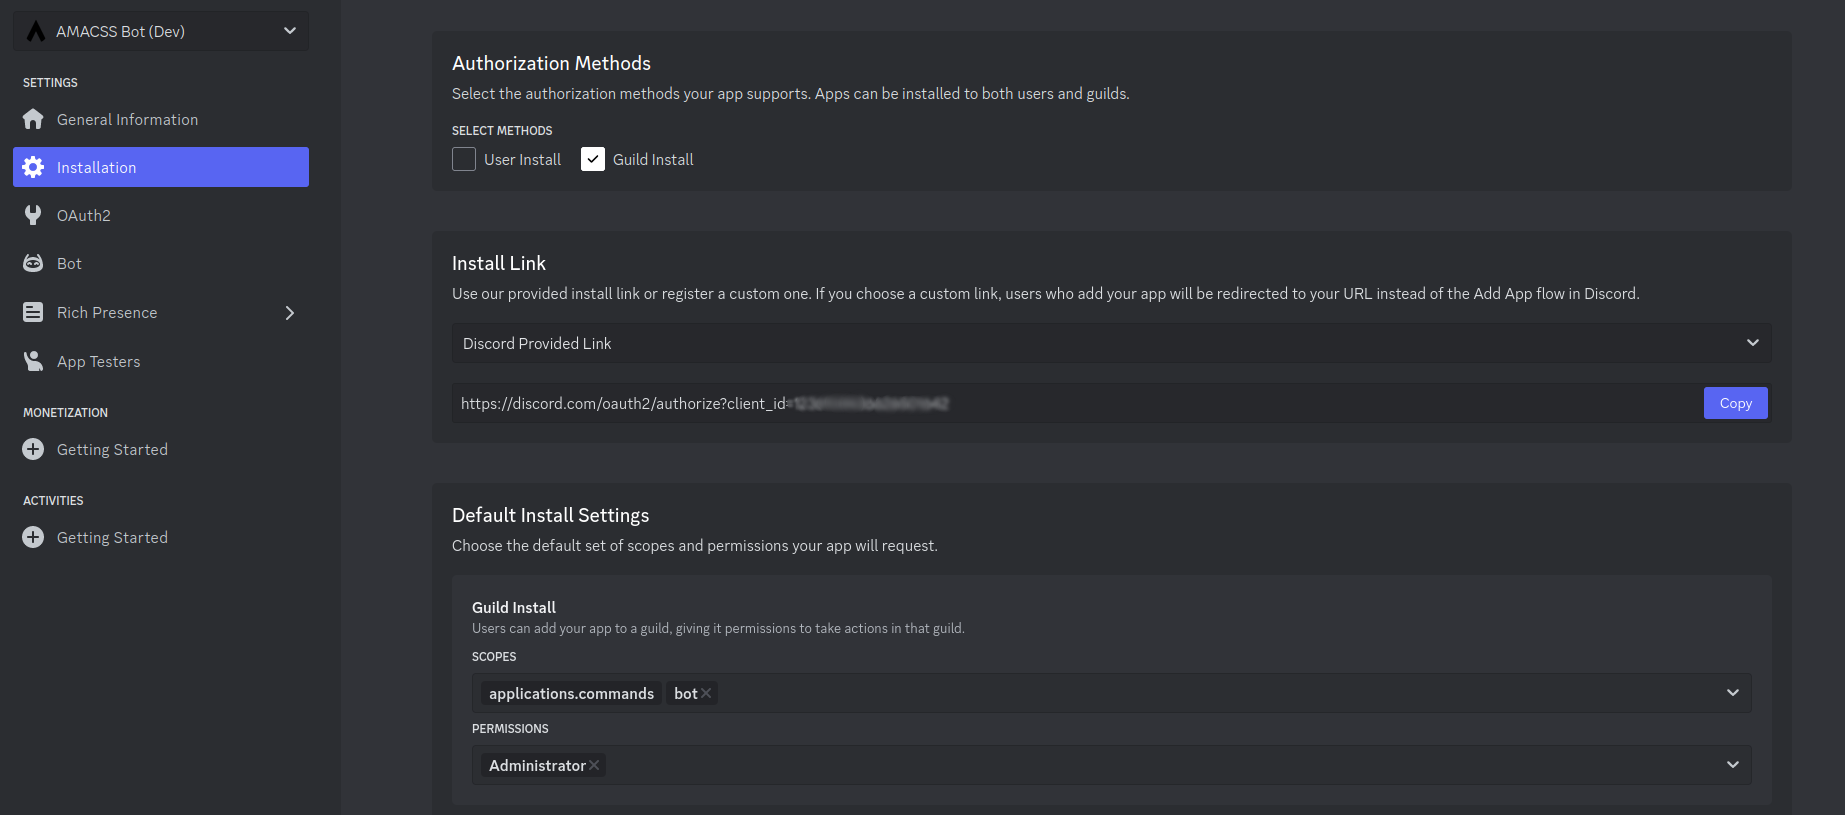 AMACSS Bot (Dev)
SETTINGS
General Information
Installation
OAuth2
Bot
Rich Presence
App Testers
MONETIZATION
Getting Started
ACTIVITIES
Getting Started
Authorization Methods
Select the authorization methods your app supports. Apps can be installed to both users and guilds.
SELECT METHODS
User Install
Guild Install
Install Link
Use our provided install link or register a custom one. If you choose a custom link, users who add your app will be redirected to your URL instead of the Add App flow in Discord.
Discord Provided Link
https://discord.com/oauth2/authorize?client_id=
Copy
Default Install Settings
Choose the default set of scopes and permissions your app will request.
Guild Install
Users can add your app to a guild, giving it permissions to take actions in that guild.
SCOPES
applications.commands bot
PERMISSIONS
Administrator